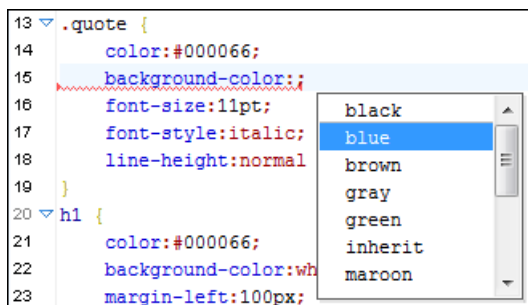 13 .quote {
14 color:#000066;
15 background-color:;
16 font-size:11pt;
17 font-style:italic;
18 line-height:normal
19 }
20 h1 {
21 color:#000066;
22 background-color:wh
23 margin-left:100px;
black
blue
brown
gray
green
inherit
maroon